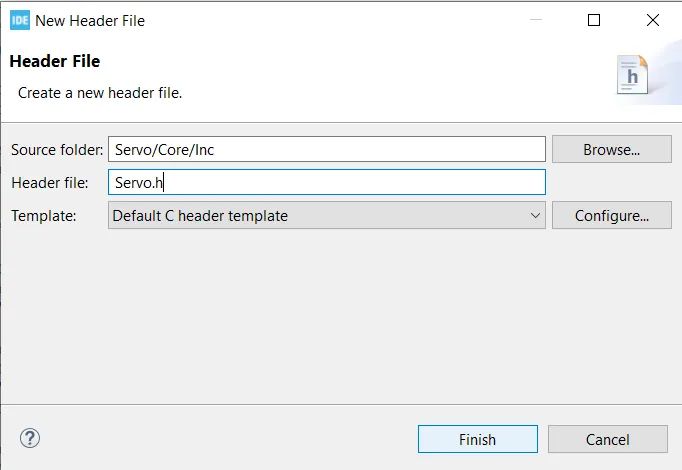 IDE New Header File
Header File
Create a new header file.
h
Source folder: Servo/Core/Inc Browse...
Header file: Servo.h
Template: Default C header template Configure...
? Finish Cancel